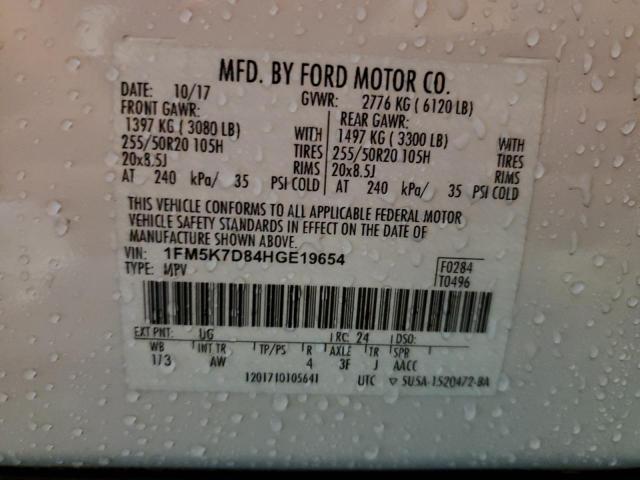 MFD. BY FORD MOTOR CO.
DATE: 10/17 GVWR: 2776 KG ( 6120 LB)
FRONT GAWR: REAR GAWR:
1397 KG ( 3080 LB) WITH 1497 KG ( 3300 LB) WITH
255/50R20 105H TIRES 255/50R20 105H TIRES
20x8.5J RIMS 20x8.5J RIMS
AT 240 kPa/ 35 PSI COLD AT 240 kPa/ 35 PSI COLD
THIS VEHICLE CONFORMS TO ALL APPLICABLE FEDERAL MOTOR
VEHICLE SAFETY STANDARDS IN EFFECT ON THE DATE OF
MANUFACTURE SHOWN ABOVE.
VIN: 1FM5K7D84HGE19654 F0284
TYPE: MPV T0496
EXT PNT: UG RC: 24 DSO:
WB INT TR TP/PS R AXLE TR SPR
113 AW 4 3F J AACC
1201710105641 UTC ▽ 5U5A-1520472-BA